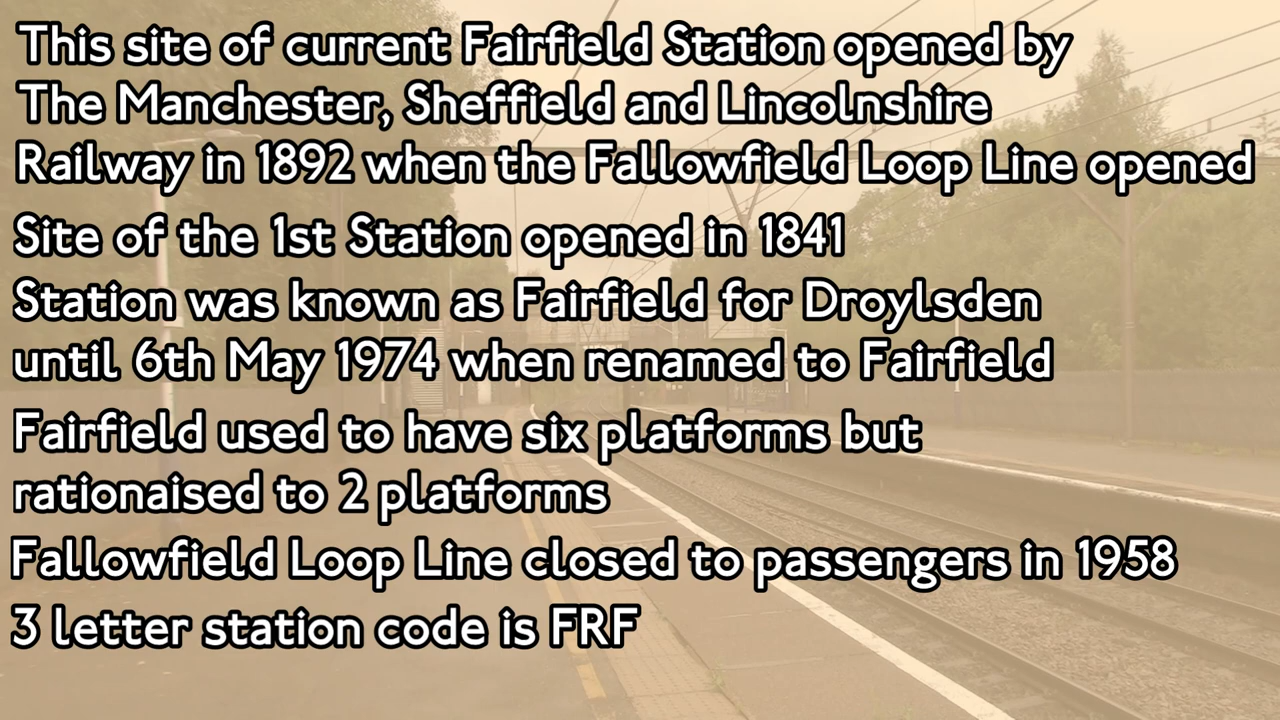 This site of current Fairfield Station opened by
The Manchester, Sheffield and Lincolnshire
Railway in 1892 when the Fallowfield Loop Line opened
Site of the 1st Station opened in 1841
Station was known as Fairfield for Droylsden
until 6th May 1974 when renamed to Fairfield
Fairfield used to have six platforms but
rationaised to 2 platforms
Fallowfield Loop Line closed to passengers in 1958
3 letter station code is FRF